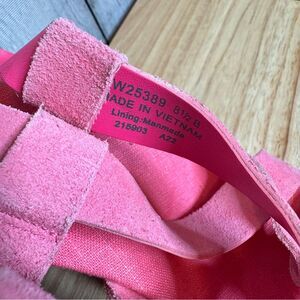 W25389 8½ B
MADE IN VIETNAM
Lining: Manmade
215903 A22